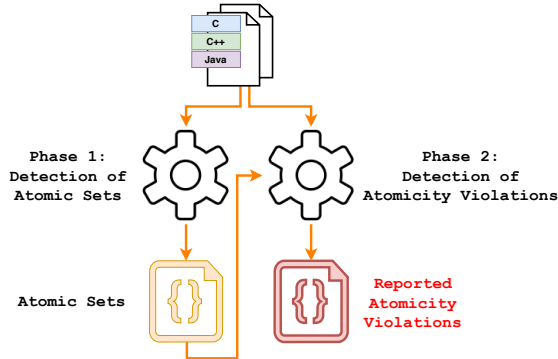 C
C++
Java
Phase 1:
Detection of
Atomic Sets
Phase 2:
Detection of
Atomicity Violations
Atomic Sets
{}
Reported
Atomicity
Violations
{}